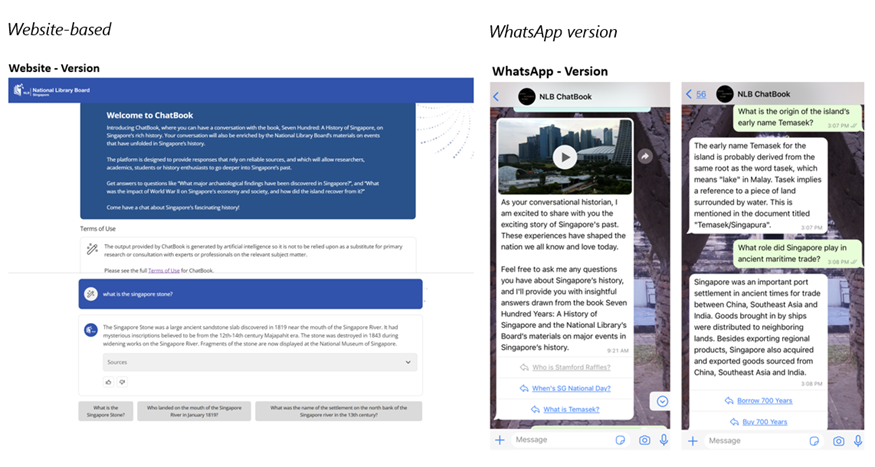 Website-based
WhatsApp version
Website - Version
National Library Board
Singapore
Welcome to ChatBook
Introducing ChatBook, where you can have a conversation with the book, Seven Hundred: A History of Singapore, on
Singapore's rich history. Your conversation will also be enriched by the National Library Board's materials on events
that have unfolded in Singapore's history.
The platform is designed to provide responses that rely on reliable sources, and which will allow researchers,
academics, students or history enthusiasts to go deeper into Singapore's past.
Get answers to questions like "What major archaeological findings have been discovered in Singapore?", and "What
was the impact of World War II on Singapore's economy and society, and how did the island recover from it?"
Come have a chat about Singapore's fascinating history!
Terms of Use
The output provided by ChatBook is generated by artificial intelligence so it is not to be relied upon as a substitute for primary
research or consultation with experts or professionals on the relevant subject matter.
Please see the full Terms of Use for ChatBook.
what is the singapore stone?
The Singapore Stone was a large ancient sandstone slab discovered in 1819 near the mouth of the Singapore River. It had
mysterious inscriptions believed to be from the 12th-14th century Majapahit era. The stone was destroyed in 1843 during
widening works on the Singapore River. Fragments of the stone are now displayed at the National Museum of Singapore.
Sources
What is the
Singapore Stone?
Who landed on the mouth of the Singapore
River in January 1819?
What was the name of the settlement on the north bank of the
Singapore river in the 13th century?
WhatsApp - Version
NLB ChatBook
As your conversational historian, I
am excited to share with you the
exciting story of Singapore's past.
These experiences have shaped the
nation we all know and love today.
Feel free to ask me any questions
you have about Singapore's history,
and I'll provide you with insightful
answers drawn from the book Seven
Hundred Years: A History of
Singapore and the National Library's
Board's materials on major events in
Singapore's history.
9:21 AM
Who is Stamford Raffles?
When's SG National Day?
What is Temasek?
Message
56
NLB ChatBook
What is the origin of the island's
early name Temasek?
3:07 PM
The early name Temasek for the
island is probably derived from the
same root as the word tasek, which
means "lake" in Malay. Tasek implies
a reference to a piece of land
surrounded by water. This is
mentioned in the document titled
"Temasek/Singapura".
3:07 PM
What role did Singapore play in
ancient maritime trade?
3:08 PM
Singapore was an important port
settlement in ancient times for trade
between China, Southeast Asia and
India. Goods brought in by ships
were distributed to neighboring
lands. Besides exporting regional
products, Singapore also acquired
and exported goods sourced from
China, Southeast Asia and India.
3:08 PM
Borrow 700 Years
Buy 700 Years
Message